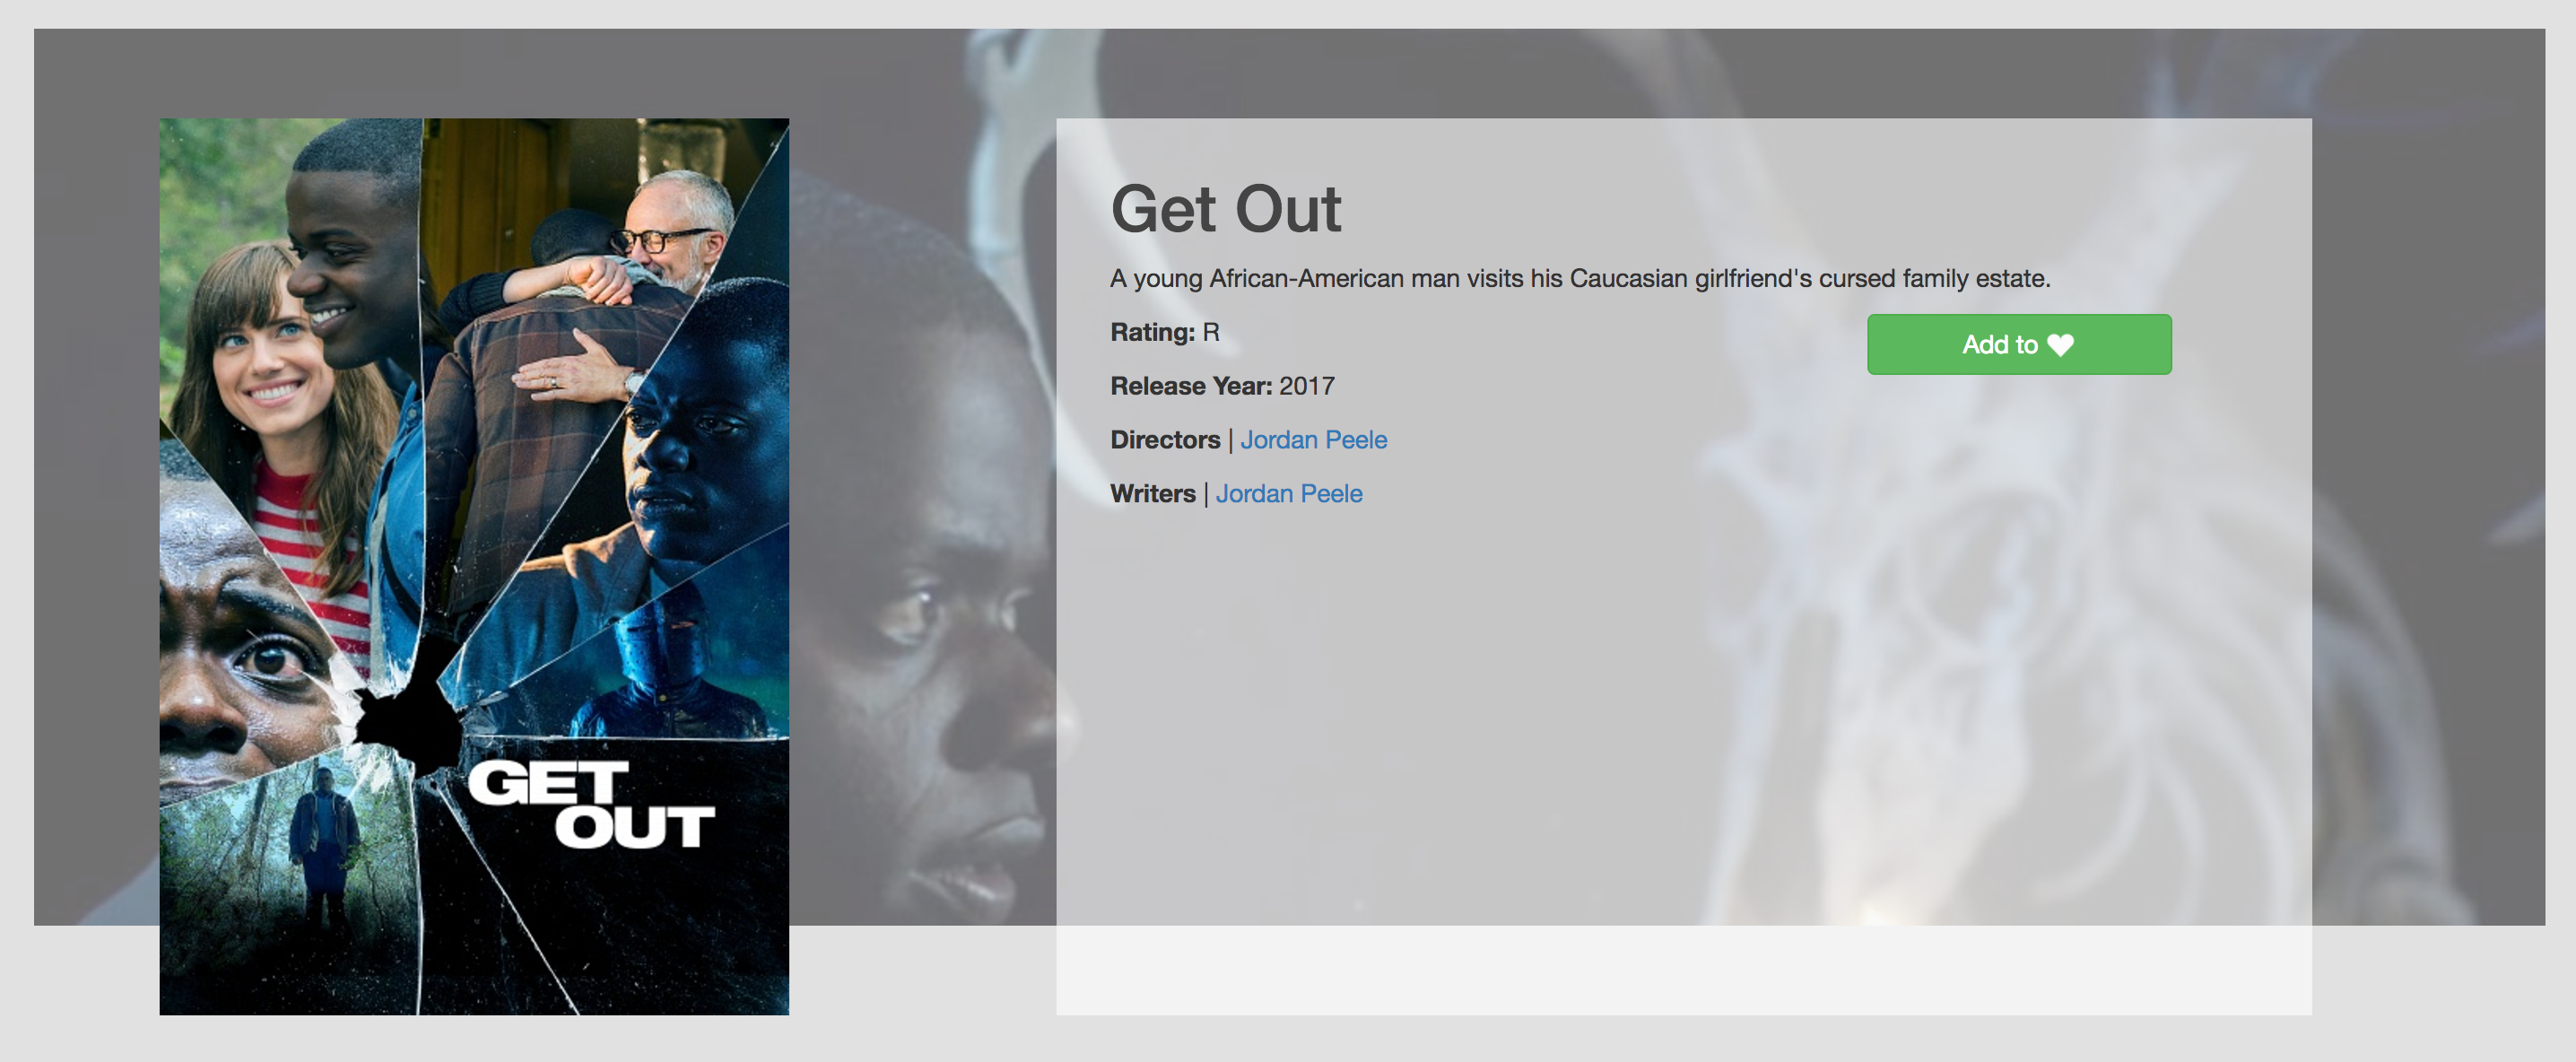 GET
OUT
Get Out
A young African-American man visits his Caucasian girlfriend's cursed family estate.
Rating: R
Add to ♥
Release Year: 2017
Directors | Jordan Peele
Writers | Jordan Peele